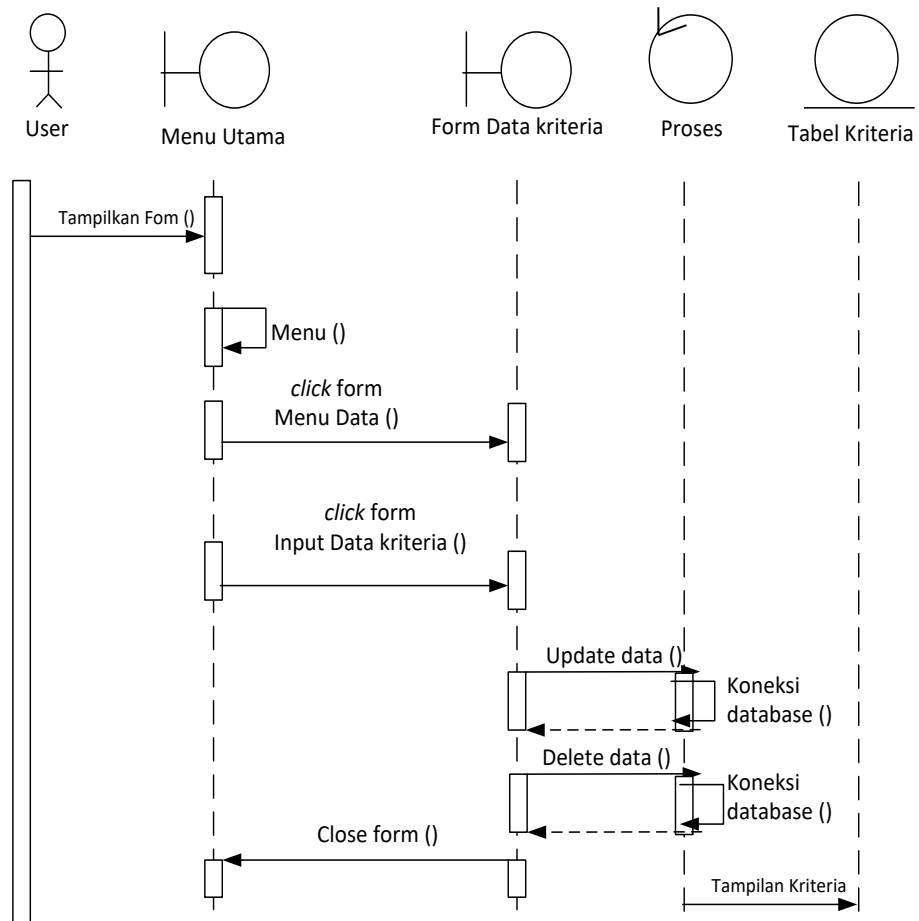 User
Menu Utama
Form Data kriteria
Proses
Tabel Kriteria
Tampilkan Fom ()
Menu ()
click form
Menu Data ()
click form
Input Data kriteria ()
Update data ()
Koneksi
database ()
Delete data ()
Koneksi
database ()
Close form ()
Tampilan Kriteria